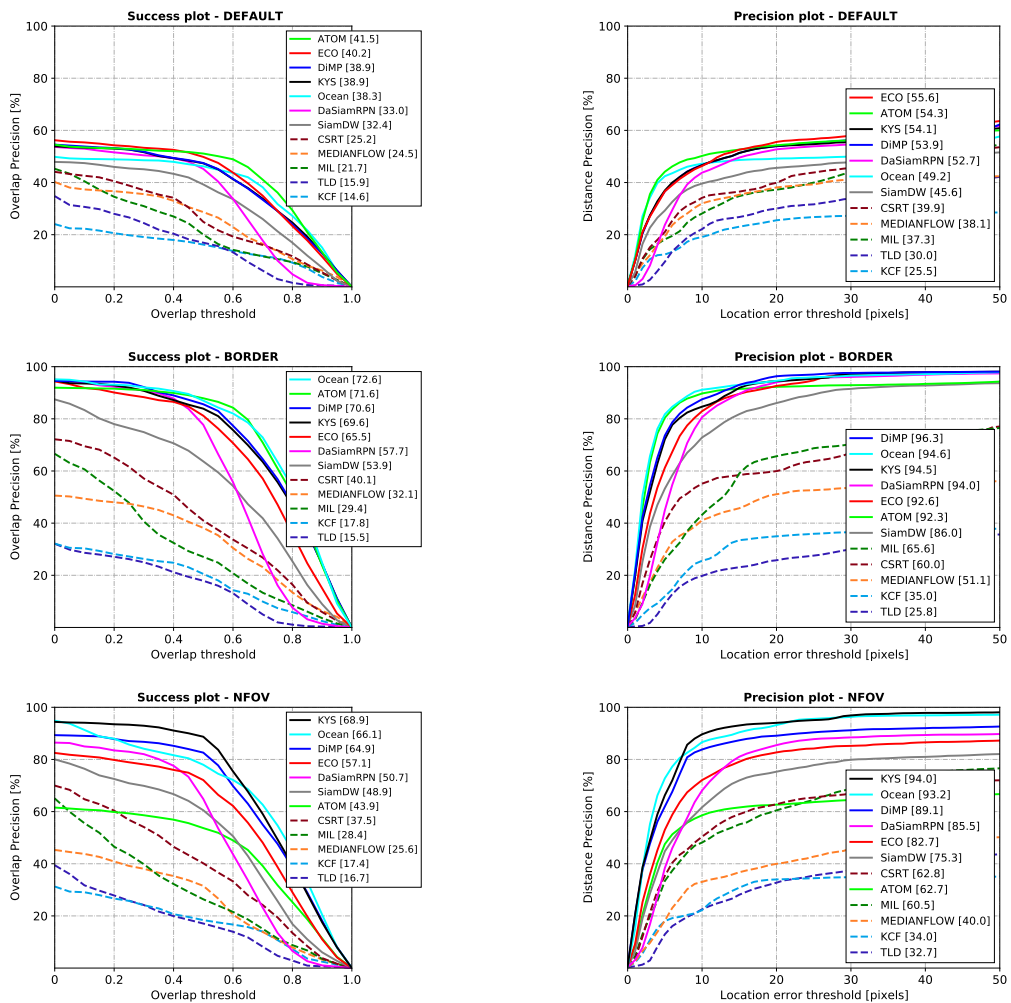 Success plot - DEFAULT
Overlap Precision [%]
100
80
60
40
20
0
0.2
0.4
0.6
0.8
1.0
Overlap threshold
ATOM [41.5]
ECO [40.2]
DiMP [38.9]
KYS [38.9]
Ocean [38.3]
DaSiamRPN [33.0]
SiamDW [32.4]
CSRT [25.2]
MEDIANFLOW [24.5]
MIL [21.7]
TLD [15.9]
KCF [14.6]
Precision plot - DEFAULT
Distance Precision [%]
100
80
60
40
20
0
10
20
30
40
50
Location error threshold [pixels]
ECO [55.6]
ATOM [54.3]
KYS [54.1]
DiMP [53.9]
DaSiamRPN [52.7]
Ocean [49.2]
SiamDW [45.6]
CSRT [39.9]
MEDIANFLOW [38.1]
MIL [37.3]
TLD [30.0]
KCF [25.5]
Success plot - BORDER
Overlap Precision [%]
100
80
60
40
20
0
0.2
0.4
0.6
0.8
1.0
Overlap threshold
Ocean [72.6]
ATOM [71.6]
DiMP [70.6]
KYS [69.6]
ECO [65.5]
DaSiamRPN [57.7]
SiamDW [53.9]
CSRT [40.1]
MEDIANFLOW [32.1]
MIL [29.4]
KCF [17.8]
TLD [15.5]
Precision plot - BORDER
Distance Precision [%]
100
80
60
40
20
0
10
20
30
40
50
Location error threshold [pixels]
DiMP [96.3]
Ocean [94.6]
KYS [94.5]
DaSiamRPN [94.0]
ECO [92.6]
ATOM [92.3]
SiamDW [86.0]
MIL [65.6]
CSRT [60.0]
MEDIANFLOW [51.1]
KCF [35.0]
TLD [25.8]
Success plot - NFOV
Overlap Precision [%]
100
80
60
40
20
0
0.2
0.4
0.6
0.8
1.0
Overlap threshold
KYS [68.9]
Ocean [66.1]
DiMP [64.9]
ECO [57.1]
DaSiamRPN [50.7]
SiamDW [48.9]
ATOM [43.9]
CSRT [37.5]
MIL [28.4]
MEDIANFLOW [25.6]
KCF [17.4]
TLD [16.7]
Precision plot - NFOV
Distance Precision [%]
100
80
60
40
20
0
10
20
30
40
50
Location error threshold [pixels]
KYS [94.0]
Ocean [93.2]
DiMP [89.1]
DaSiamRPN [85.5]
ECO [82.7]
SiamDW [75.3]
CSRT [62.8]
ATOM [62.7]
MIL [60.5]
MEDIANFLOW [40.0]
KCF [34.0]
TLD [32.7]